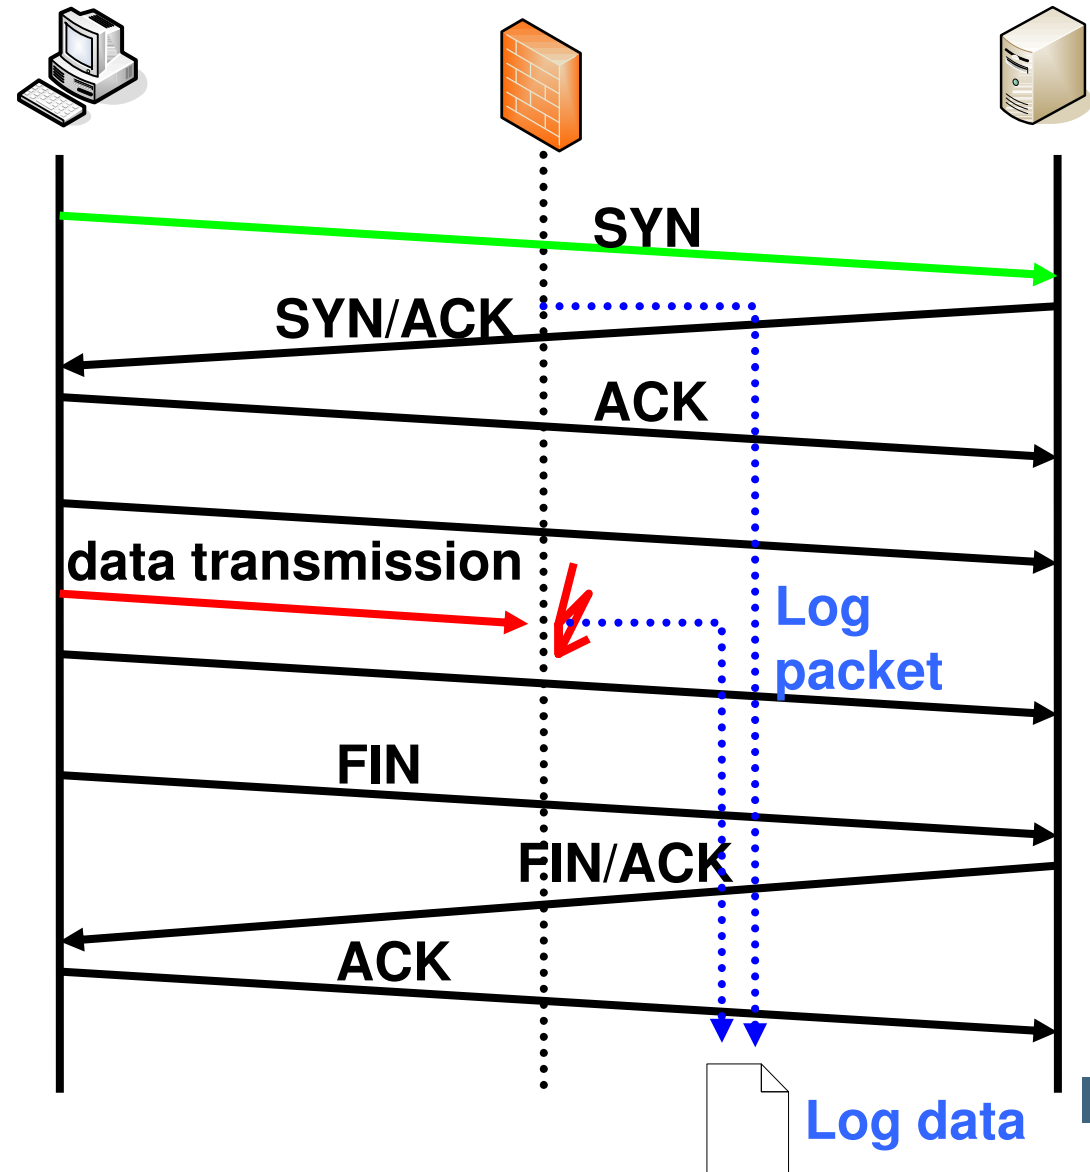 SYN
SYN/ACK
ACK
data transmission
Log
packet
FIN
FIN/ACK
ACK
Log data